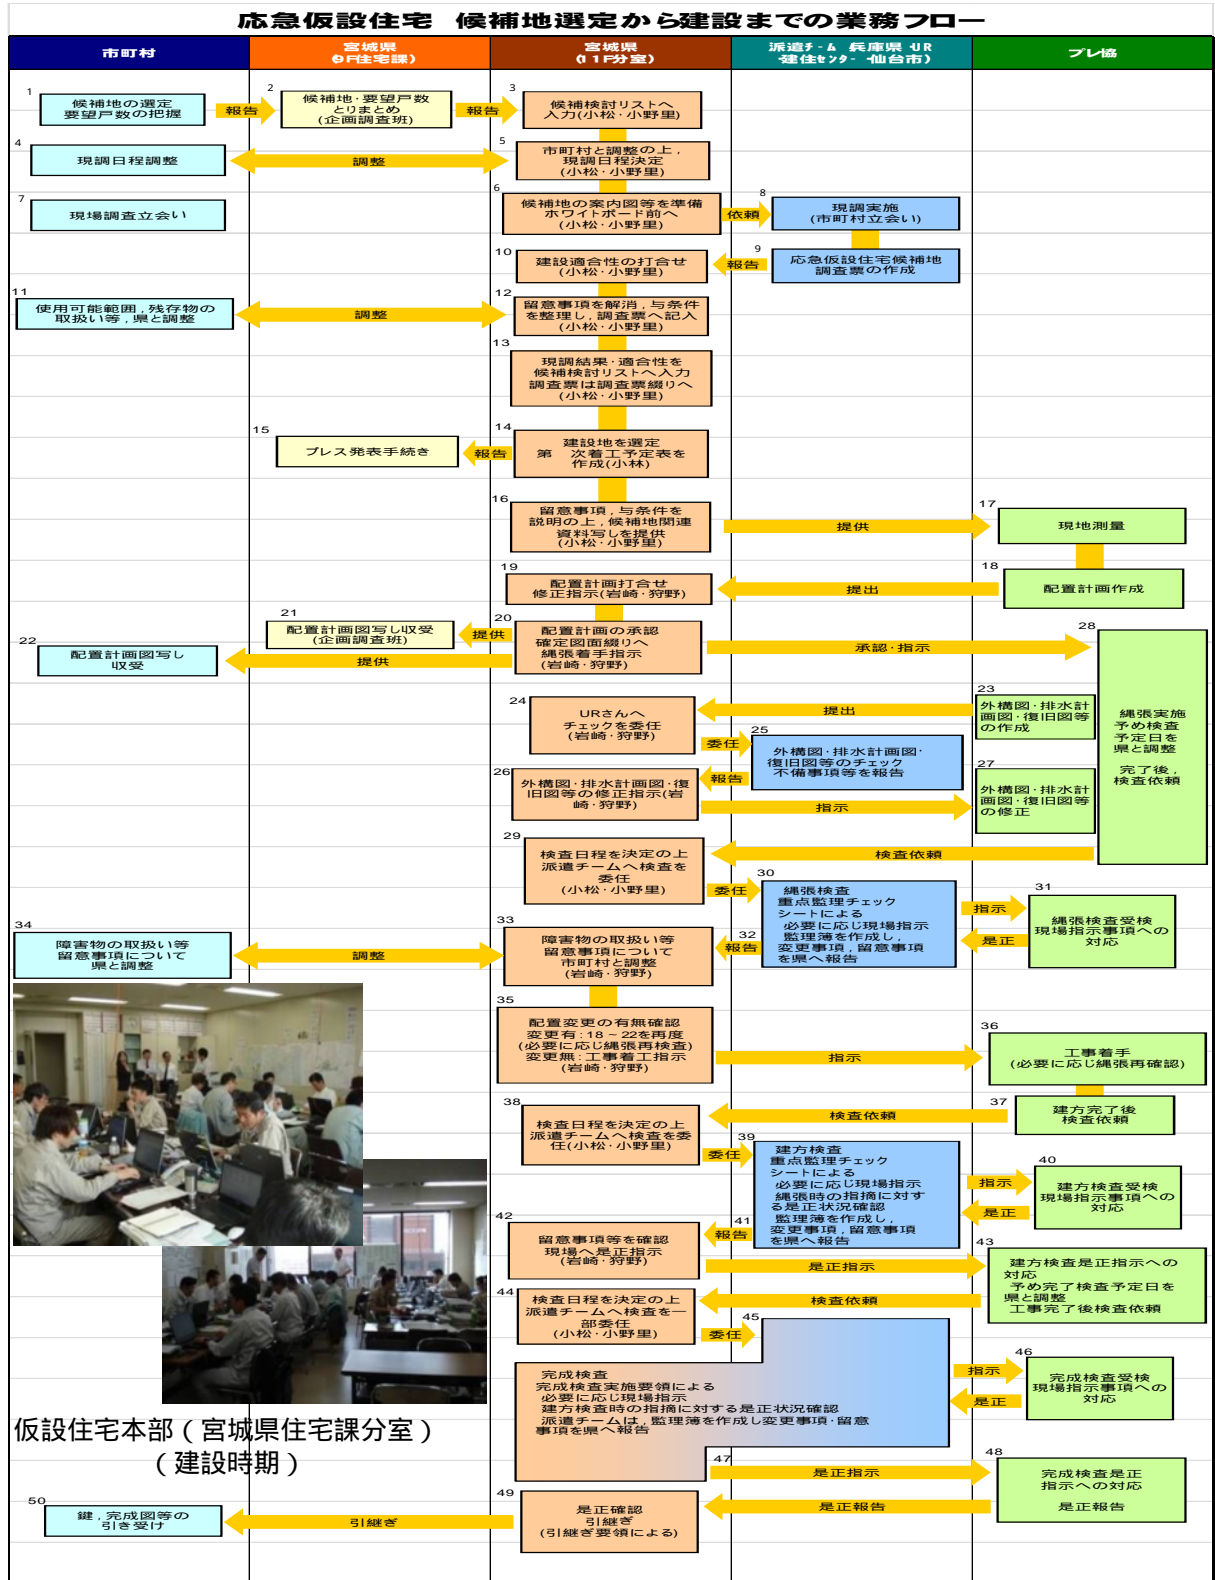 応急仮設住宅 候補地選定から建設までの業務フロー
市町村
宮城県
(9F住宅課)
宮城県
(11F分室)
派遣チーム 兵庫県・UR
・建住センター・仙台市)
プレ協
1
候補地の選定
要望戸数の把握
報告
2
候補地・要望戸数
とりまとめ
(企画調査班)
報告
3
候補検討リストへ
入力(小松・小野里)
4
現調日程調整
調整
5
市町村と調整の上,
現調日程決定
(小松・小野里)
7
現場調査立会い
6
候補地の案内図等を準備
ホワイトボード前へ
(小松・小野里)
依頼
8
現調実施
(市町村立会い)
10
建設適合性の打合せ
(小松・小野里)
報告
9
応急仮設住宅候補地
調査票の作成
11
使用可能範囲,残存物の
取扱い等,県と調整
調整
12
留意事項を解消,与条件
を整理し,調査票へ記入
(小松・小野里)
13
現調結果・適合性を
候補検討リストへ入力
調査票は調査票綴りへ
(小松・小野里)
15
プレス発表手続き
報告
14
建設地を選定
第 次着工予定表を
作成(小林)
16
留意事項,与条件を
説明の上,候補地関連
資料写しを提供
(小松・小野里)
提供
17
現地測量
19
配置計画打合せ
修正指示(岩崎・狩野)
提出
18
配置計画作成
21
配置計画図写し収受
(企画調査班)
提供
20
配置計画の承認
確定図面綴りへ
縄張着手指示
(岩崎・狩野)
承認・指示
28
縄張実施
予め検査
予定日を
県と調整
完了後,
検査依頼
22
配置計画図写し
収受
提供
24
URさんへ
チェックを委任
(岩崎・狩野)
提出
23
外構図・排水計
画図・復旧図等
の作成
委任
25
外構図・排水計画図・
復旧図等のチェック
不備事項等を報告
26
外構図・排水計画図・復
旧図等の修正指示(岩
崎・狩野)
報告
指示
27
外構図・排水計
画図・復旧図等
の修正
29
検査日程を決定の上
派遣チームへ検査を
委任
(小松・小野里)
検査依頼
委任
30
縄張検査
重点監理チェック
シートによる
必要に応じ現場指示
監理簿を作成し,
変更事項,留意事項
を県へ報告
指示
是正
31
縄張検査受検
現場指示事項への
対応
34
障害物の取扱い等
留意事項について
県と調整
調整
33
障害物の取扱い等
留意事項について
市町村と調整
(岩崎・狩野)
32
報告
35
配置変更の有無確認
変更有:18~22を再度
(必要に応じ縄張再検査)
変更無:工事着工指示
(岩崎・狩野)
指示
36
工事着手
(必要に応じ縄張再確認)
38
検査日程を決定の上
派遣チームへ検査を委
任(小松・小野里)
検査依頼
37
建方完了後
検査依頼
委任
39
建方検査
重点監理チェック
シートによる
必要に応じ現場指示
縄張時の指摘に対す
る是正状況確認
監理簿を作成し,
変更事項,留意事項
を県へ報告
指示
是正
40
建方検査受検
現場指示事項への
対応
42
留意事項等を確認
現場へ是正指示
(岩崎・狩野)
41
報告
是正指示
43
建方検査是正指示への
対応
予め完了検査予定日を
県と調整
工事完了後検査依頼
44
検査日程を決定の上
派遣チームへ検査を一
部委任
(小松・小野里)
検査依頼
委任
45
完成検査
完成検査実施要領による
必要に応じ現場指示
建方検査時の指摘に対する是正状況確認
派遣チームは,監理簿を作成し変更事項・留意
事項を県へ報告
指示
是正
46
完成検査受検
現場指示事項への
対応
仮設住宅本部(宮城県住宅課分室)
(建設時期)
47
是正指示
48
完成検査是正
指示への対応
是正報告
是正報告
50
鍵,完成図等の
引き受け
引継ぎ
49
是正確認
引継ぎ
(引継ぎ要領による)